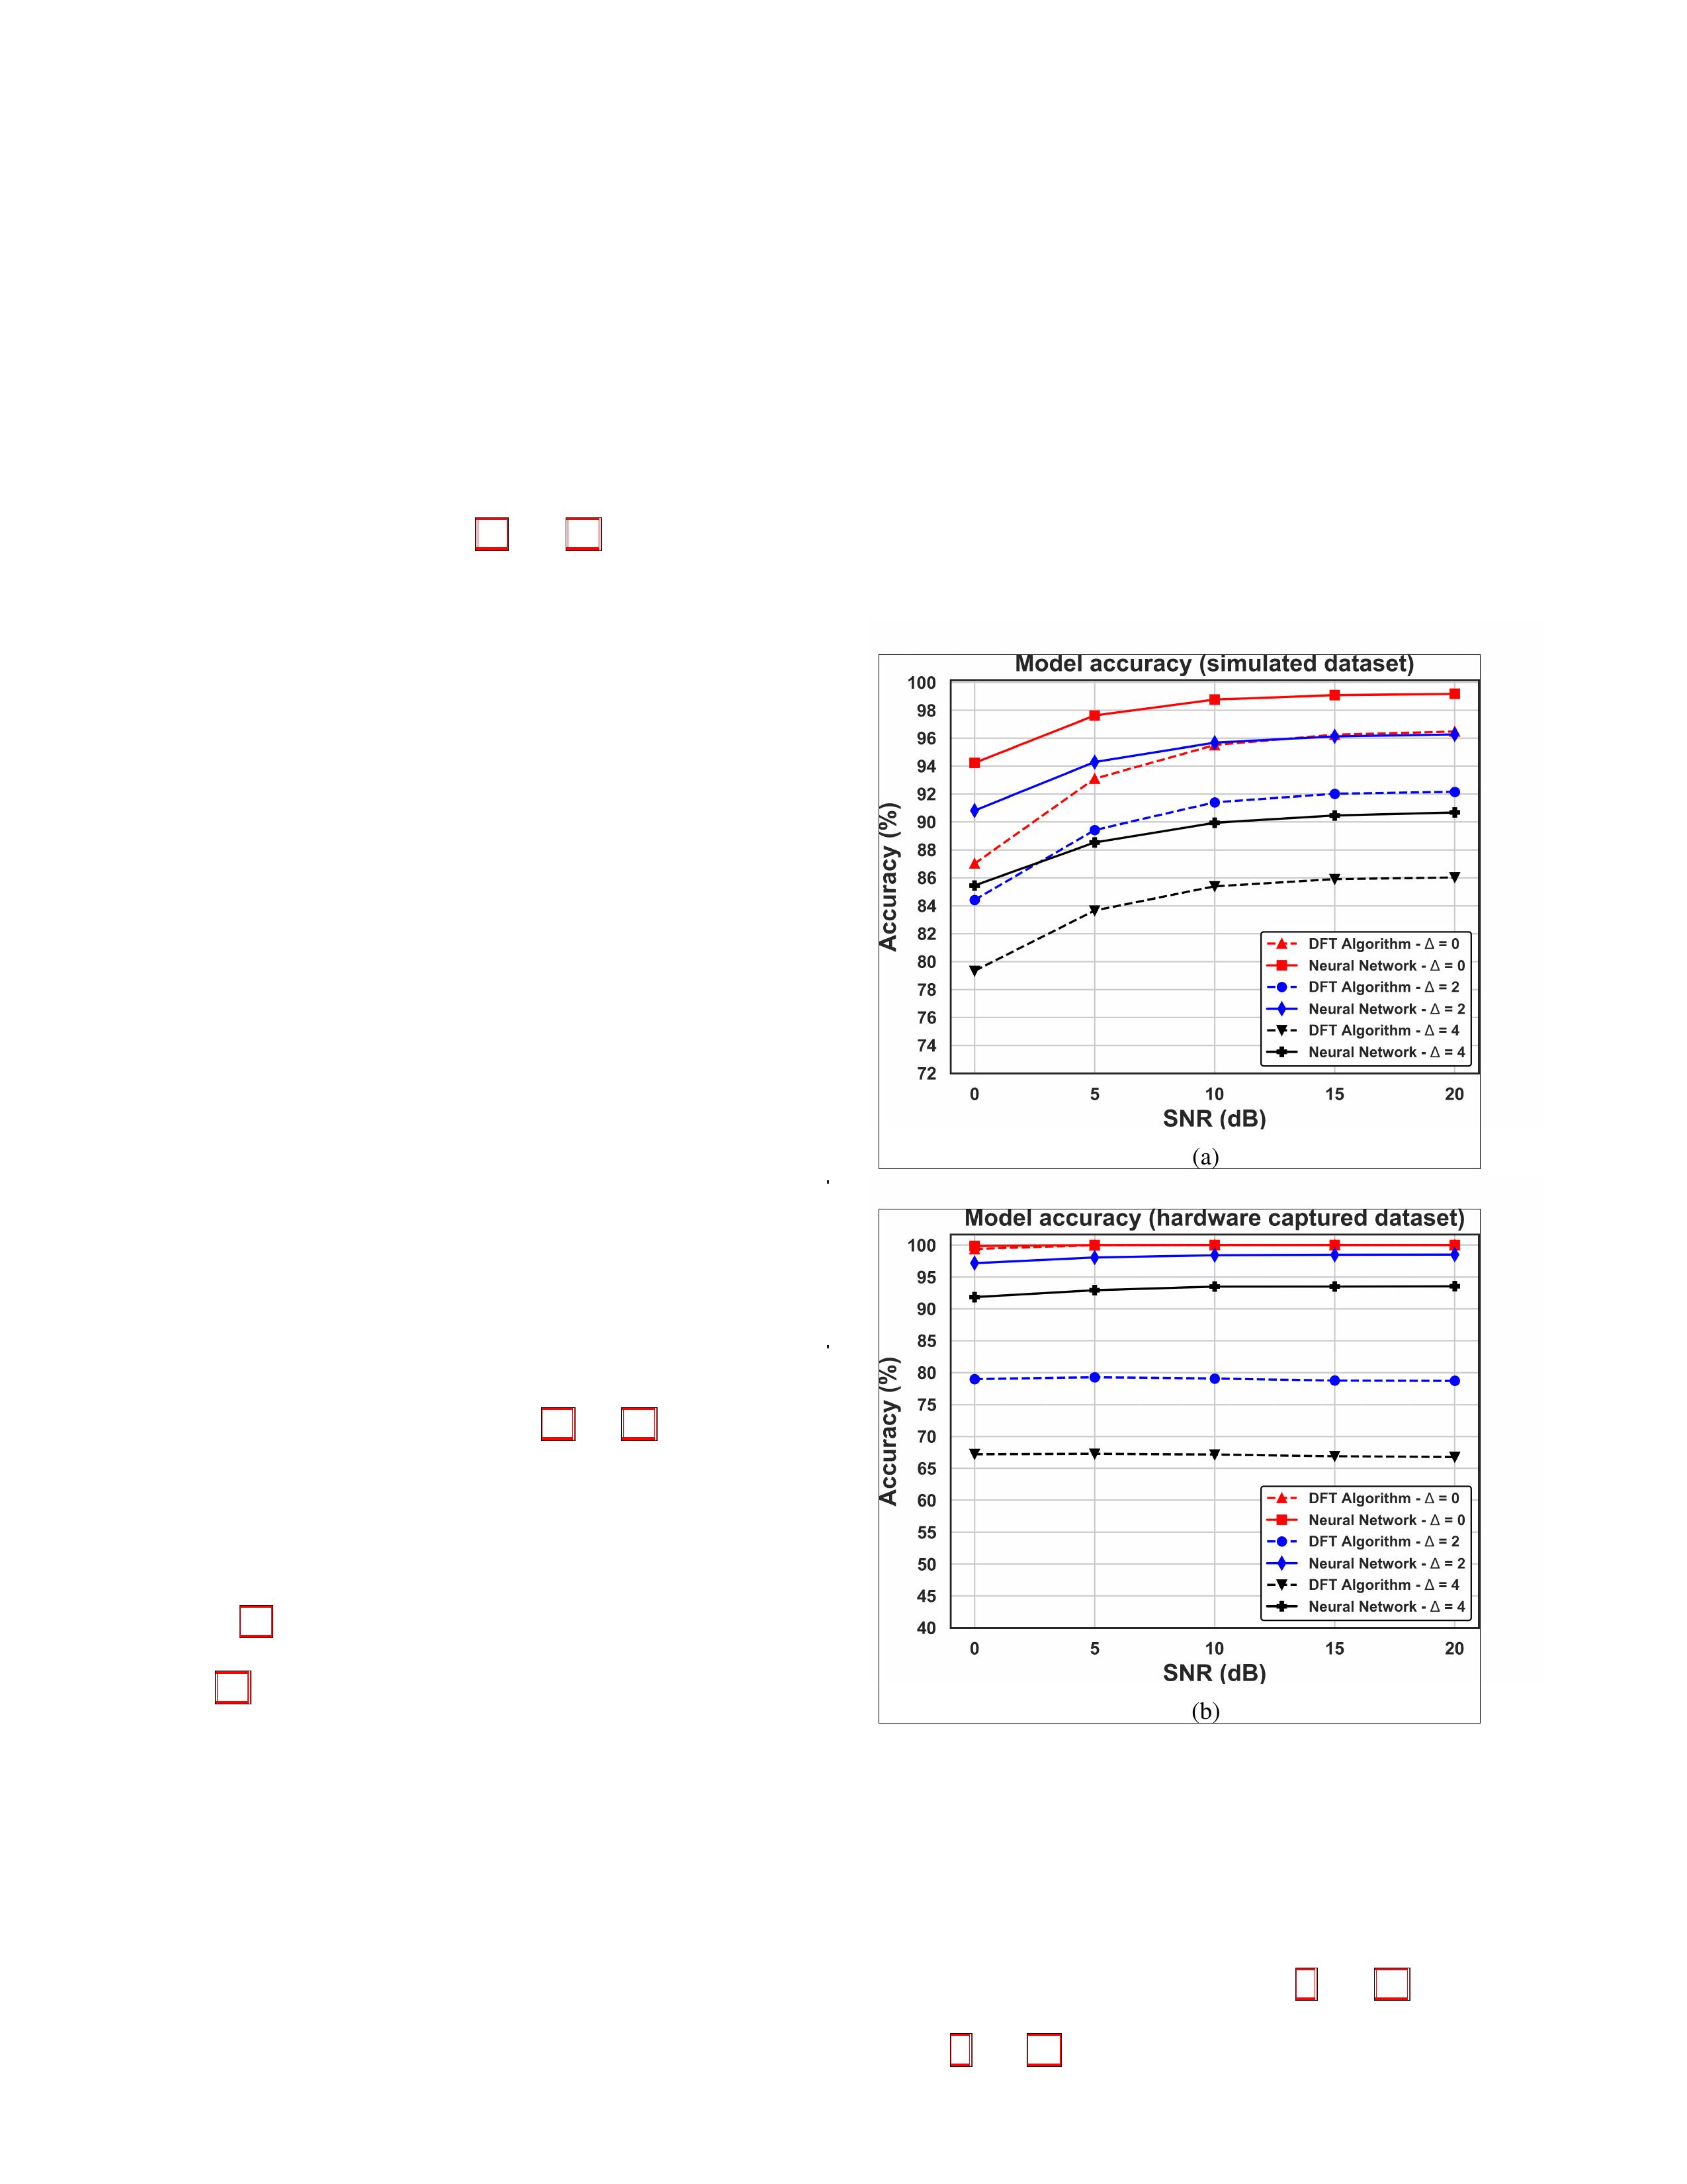 Model accuracy (simulated dataset)
100
98
96
94
92
90
88
86
84
82
80
78
76
74
72
Accuracy (%)
DFT Algorithm - Δ = 0
Neural Network - Δ = 0
DFT Algorithm - Δ = 2
Neural Network - Δ = 2
DFT Algorithm - Δ = 4
Neural Network - Δ = 4
0 5 10 15 20
SNR (dB)
(a)
Model accuracy (hardware captured dataset)
100
95
90
85
80
75
70
65
60
55
50
45
40
Accuracy (%)
DFT Algorithm - Δ = 0
Neural Network - Δ = 0
DFT Algorithm - Δ = 2
Neural Network - Δ = 2
DFT Algorithm - Δ = 4
Neural Network - Δ = 4
0 5 10 15 20
SNR (dB)
(b)